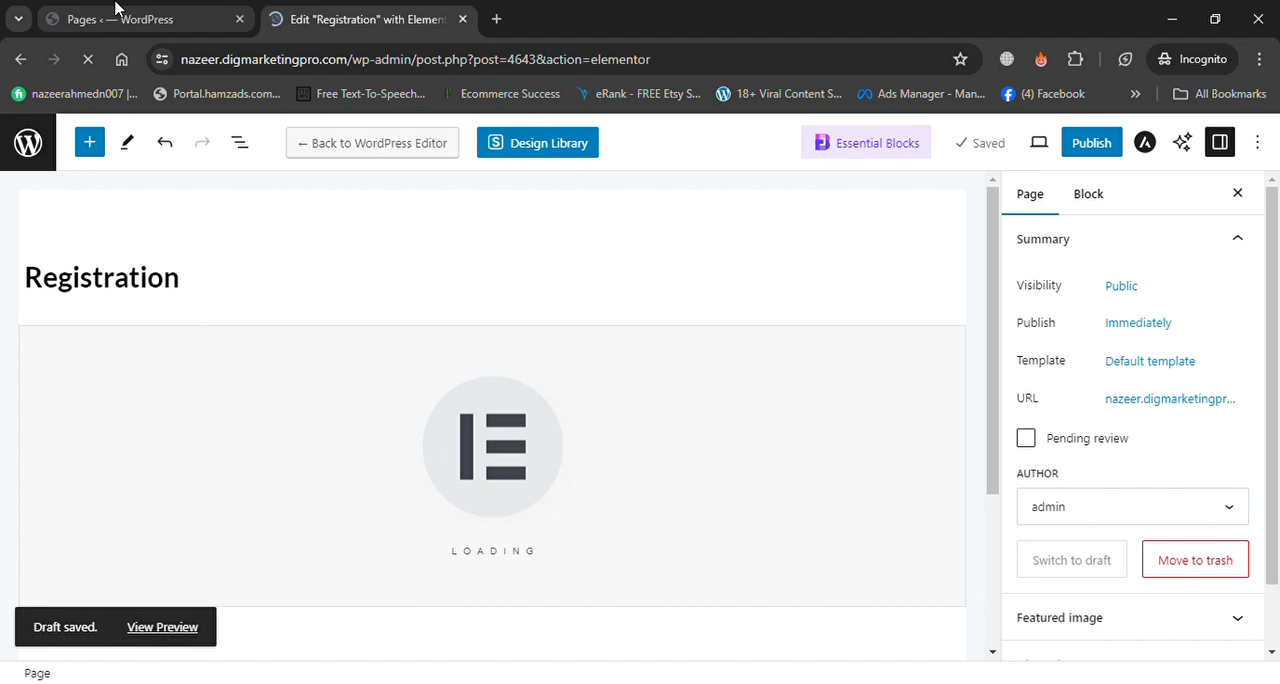 Pages ‹ — WordPress
Edit "Registration" with Elemen
nazeer.digmarketingpro.com/wp-admin/post.php?post=4643&action=elementor
Incognito
nazeerahmedn007 |...
Portal.hamzads.com...
Free Text-To-Speech...
Ecommerce Success
eRank - FREE Etsy S...
18+ Viral Content S...
Ads Manager - Man...
(4) Facebook
»
All Bookmarks
← Back to WordPress Editor
Design Library
Essential Blocks
Saved
Publish
Page
Block
Summary
Registration
Visibility
Public
Publish
Immediately
Template
Default template
URL
nazeer.digmarketingpr...
Pending review
AUTHOR
admin
LOADING
Switch to draft
Move to trash
Featured image
Draft saved.
View Preview
Page